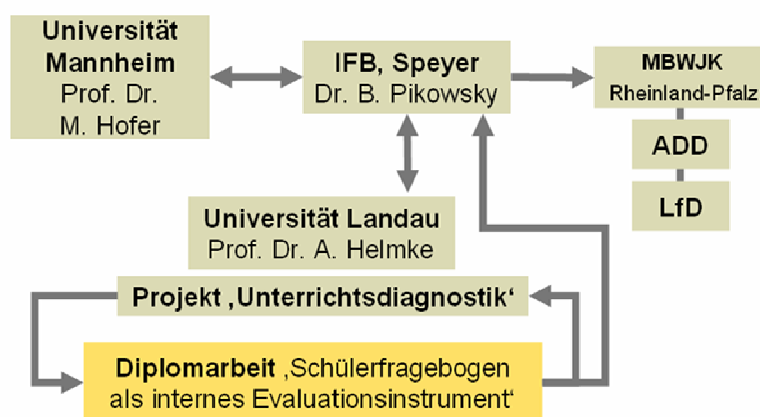 Universität
Mannheim
Prof. Dr.
M. Hofer
IFB, Speyer
Dr. B. Pikowsky
MBWJK
Rheinland-Pfalz
ADD
LfD
Universität Landau
Prof. Dr. A. Helmke
Projekt ‚Unterrichtsdiagnostik‘
Diplomarbeit ‚Schülerfragebogen
als internes Evaluationsinstrument‘